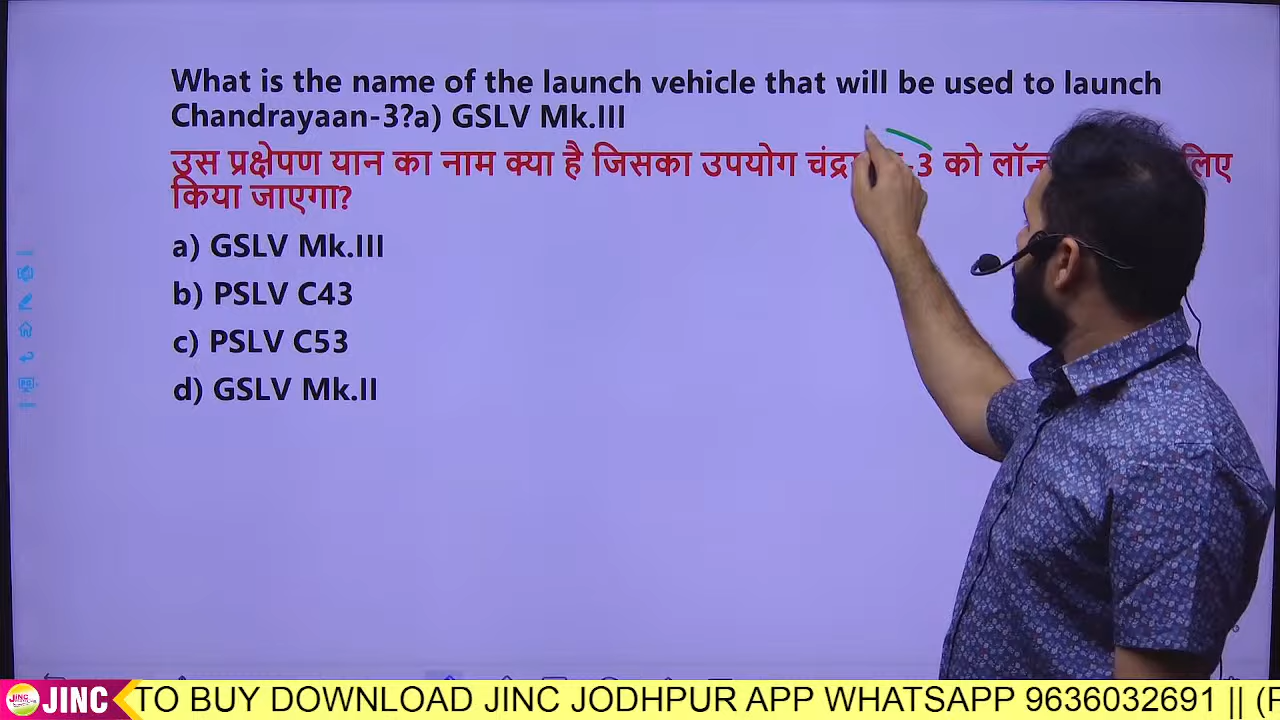 What is the name of the launch vehicle that will be used to launch
Chandrayaan-3?a) GSLV Mk.III
उस प्रक्षेपण यान का नाम क्या है जिसका उपयोग -3 को लिए
किया जाएगा?
a) GSLV Mk.III
b) PSLV C43
c) PSLV C53
d) GSLV Mk.II
JINC TO BUY DOWNLOAD JINC JODHPUR APP WHATSAPP 9636032691 || (P